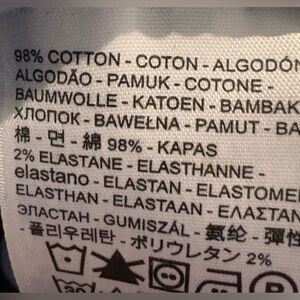 98% COTTON - COTON - ALGODÓN
ALGODÃO - PAMUK - COTONE -
BAUMWOLLE - KATOEN - BAMBAK
ХЛОПОК - BAWEŁNA - PAMUT - BA
棉 - 면 - 綿 98% - KAPAS
2% ELASTANE - ELASTHANNE -
elastano - ELASTAN - ELASTOME
ELASTHAN - ELASTAAN - ΕΛΑΣΤΑΝ
ЭЛАСТАН - GUMISZÁL - 氨纶 - 彈性
- 폴리우레탄 - ポリウレタン 2%
30